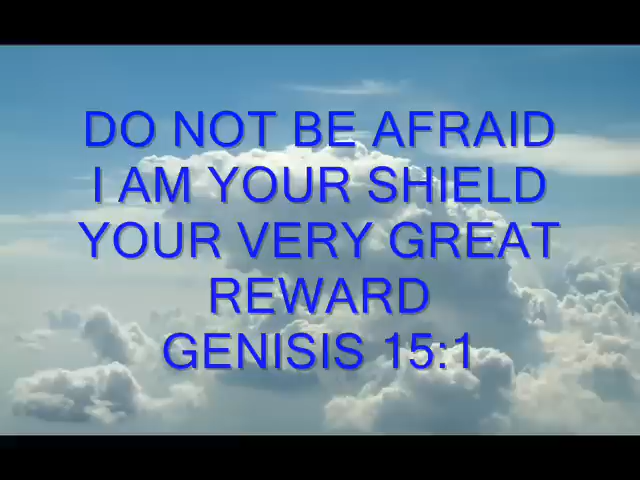 DO NOT BE AFRAID
I AM YOUR SHIELD
YOUR VERY GREAT
REWARD
GENISIS 15:1